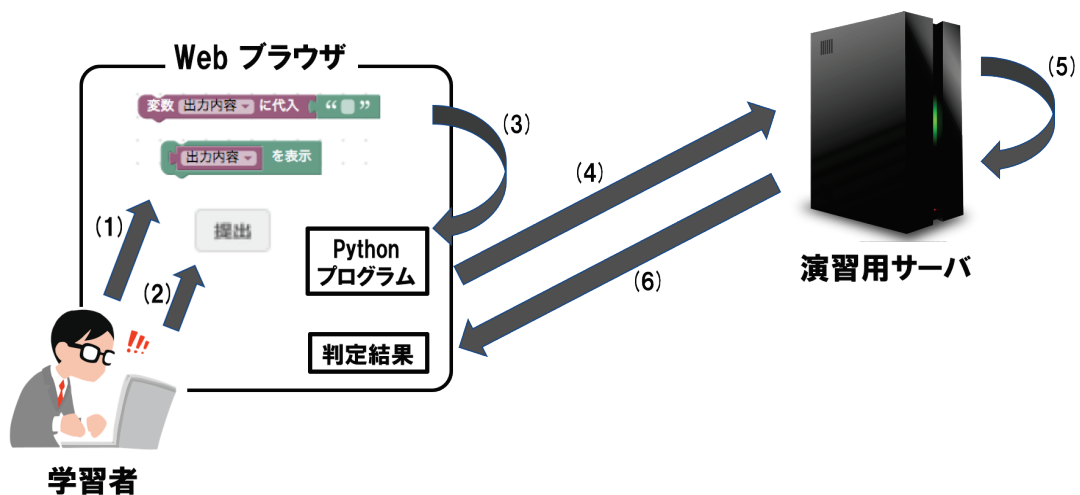 Web ブラウザ
変数 出力内容 に代入 “ ”
出力内容 を表示
提出
Python
プログラム
判定結果
(1)
(2)
(3)
(4)
(5)
(6)
!!!
学習者
演習用サーバ